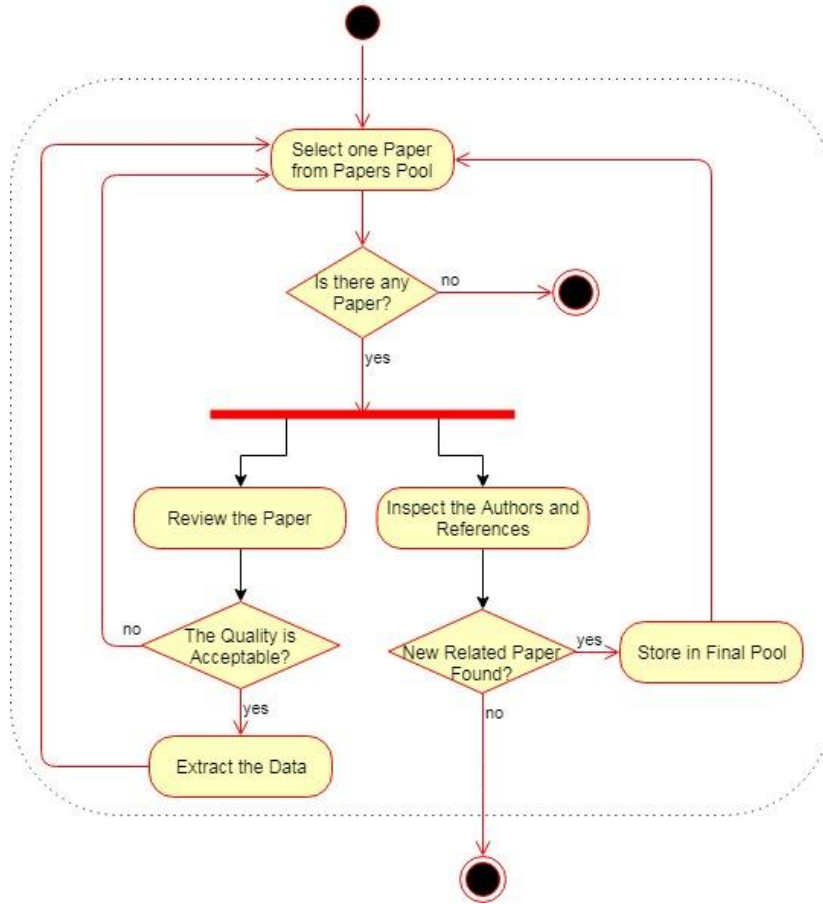 Select one Paper
from Papers Pool
Is there any
Paper?
no
yes
Review the Paper
Inspect the Authors and
References
no
The Quality is
Acceptable?
New Related Paper
Found?
yes
Store in Final Pool
yes
no
Extract the Data